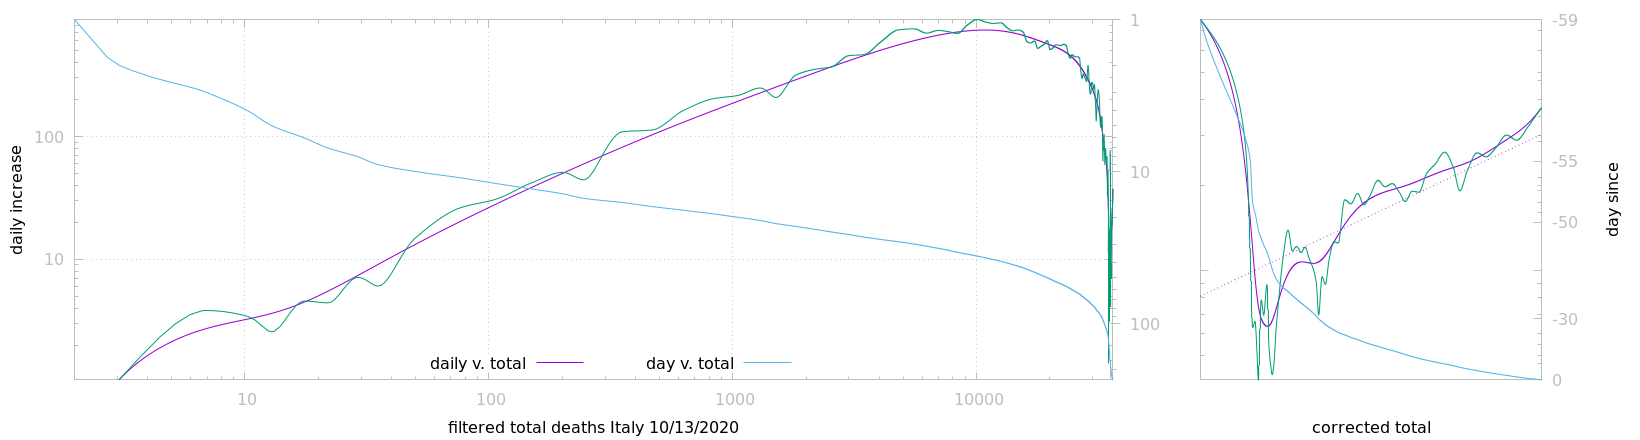 daily increase
100
10
10
100
1000
10000
1
10
100
daily v. total
day v. total
filtered total deaths Italy 10/13/2020
-59
-55
-50
-30
0
day since
corrected total